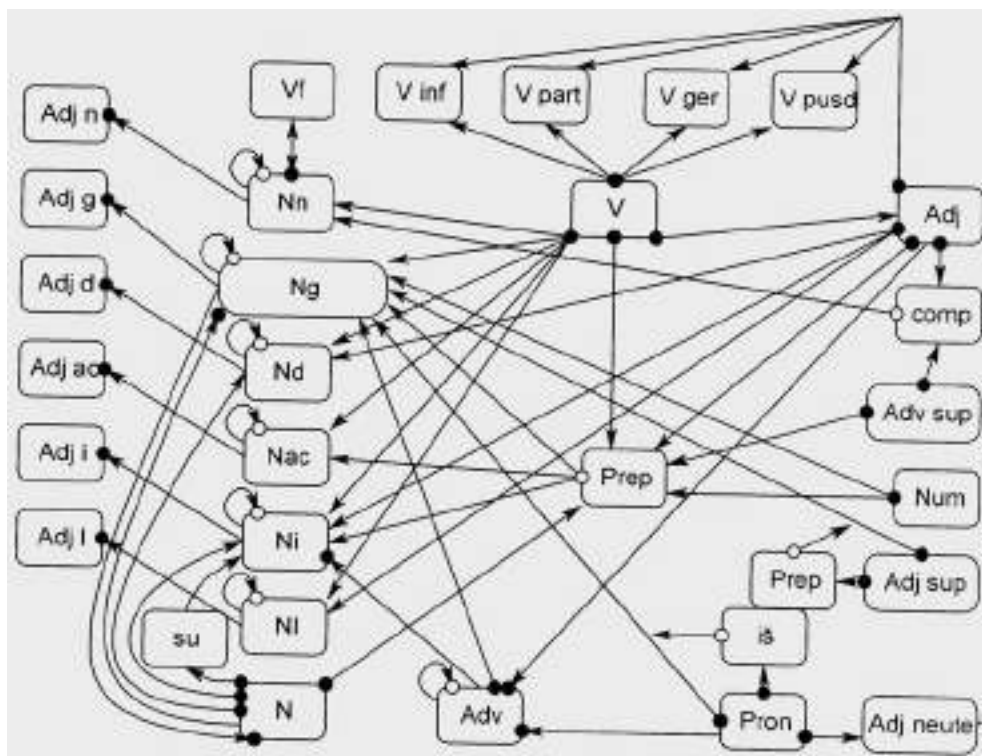 Vf
V inf
V part
V ger
V pusd
Adj n
Nn
V
Adj g
Adj
Ng
Adj d
comp
Nd
Adj ac
Adv sup
Nac
Prep
Adj i
Num
Ni
Adj l
Prep
Adj sup
Nl
su
iš
N
Adv
Pron
Adj neute